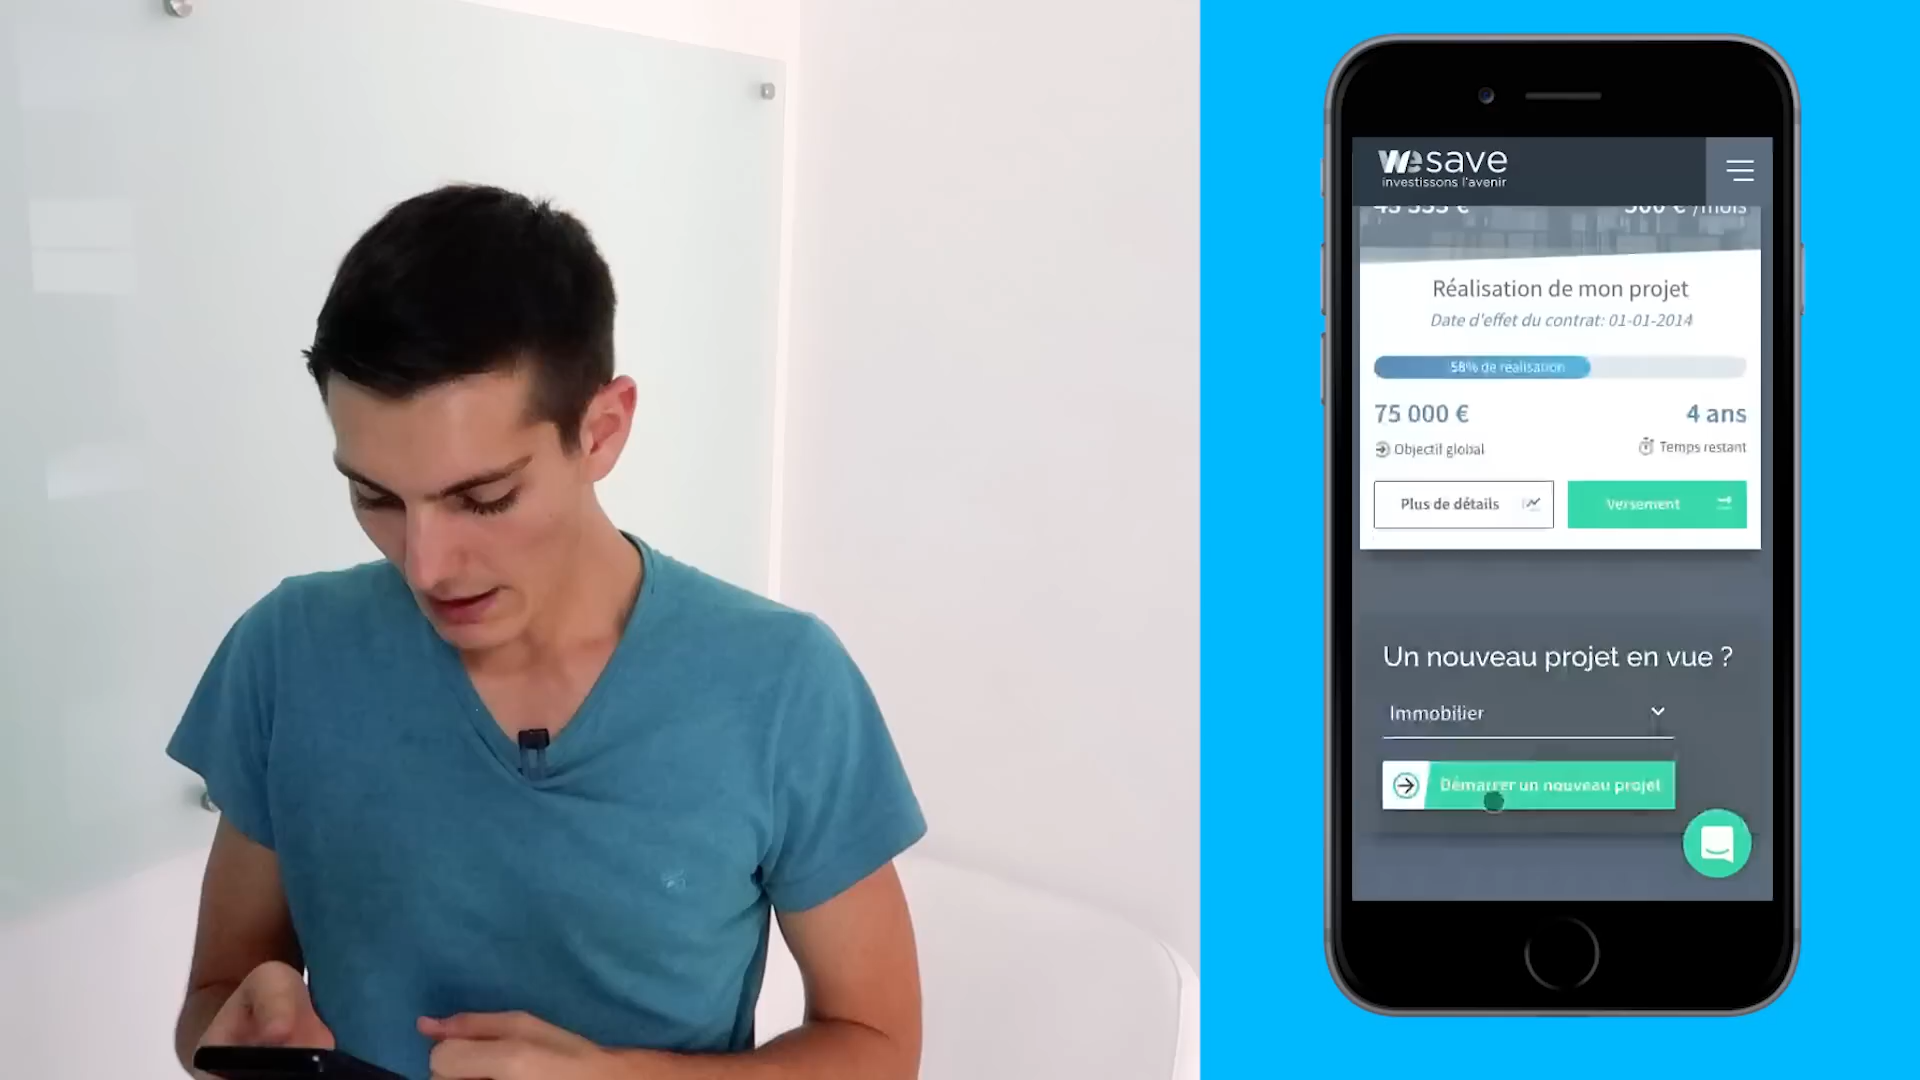 wesave
investissons l'avenir
500 € /mois
Réalisation de mon projet
Date d'effet du contrat: 01-01-2014
58% de réalisation
75 000 €
4 ans
Objectif global
Temps restant
Plus de détails
Versement
Un nouveau projet en vue ?
Immobilier
Démarrer un nouveau projet